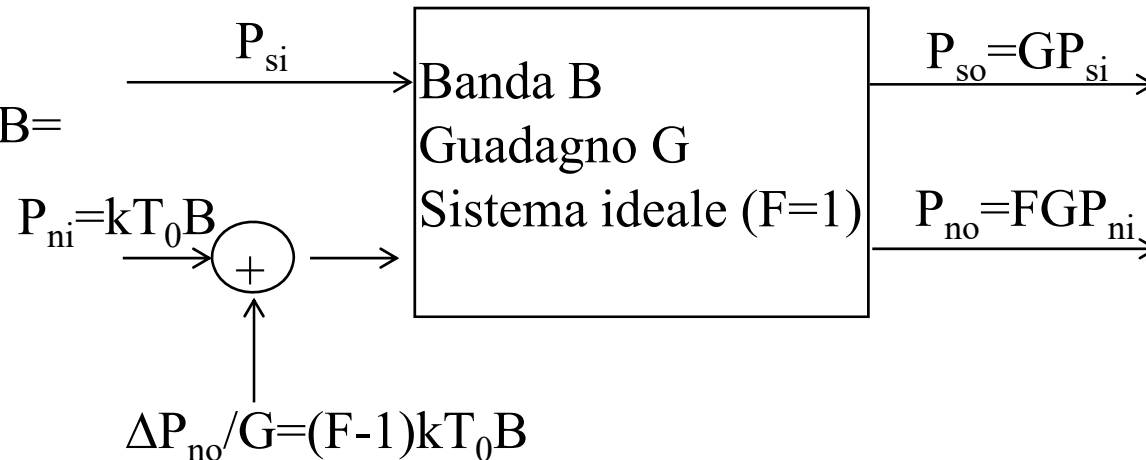 P_si
P_so=GP_si
Banda B
B=
Guadagno G
P_ni=kT_0B
Sistema ideale (F=1)
P_no=FGP_ni
+
ΔP_no/G=(F-1)kT_0B